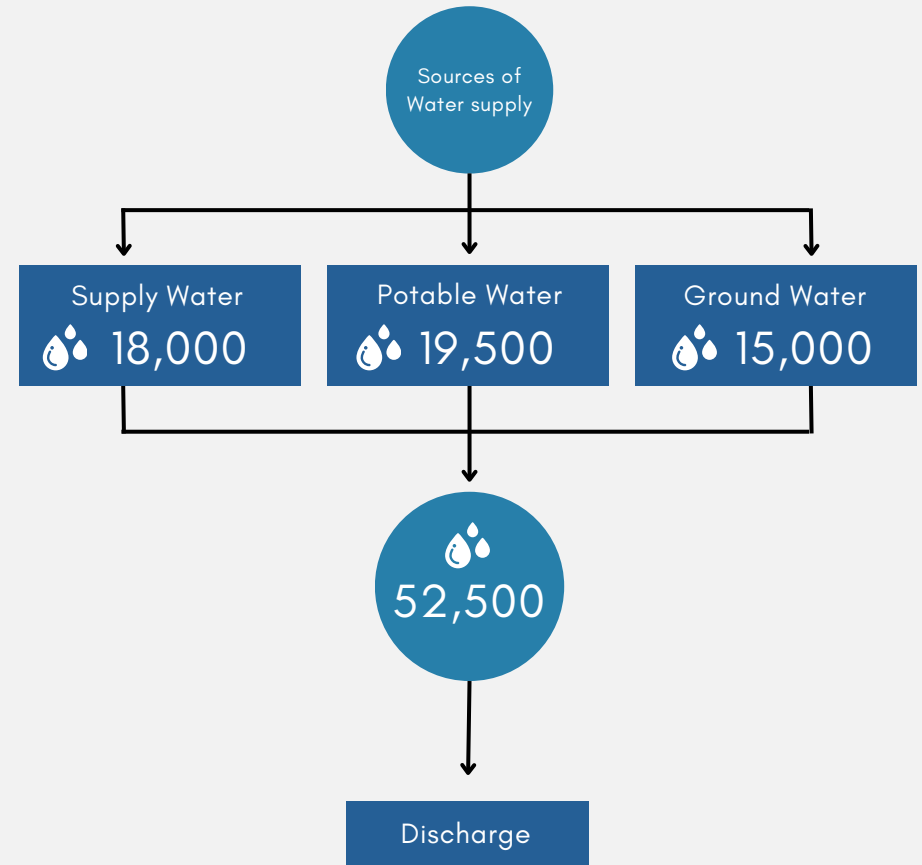 Sources of
Water supply
Supply Water
18,000
Potable Water
19,500
Ground Water
15,000
52,500
Discharge